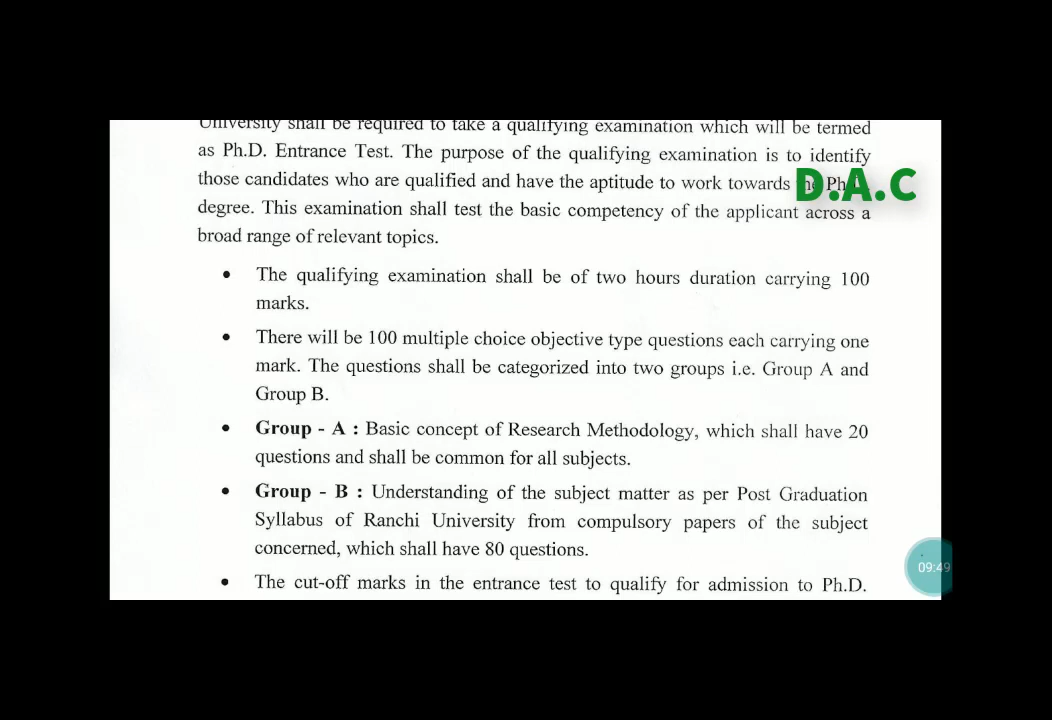 University shall be required to take a qualifying examination which will be termed
as Ph.D. Entrance Test. The purpose of the qualifying examination is to identify
those candidates who are qualified and have the aptitude to work towards
D.A.C
degree. This examination shall test the basic competency of the applicant across a
broad range of relevant topics.
• The qualifying examination shall be of two hours duration carrying 100
marks.
• There will be 100 multiple choice objective type questions each carrying one
mark. The questions shall be categorized into two groups i.e. Group A and
Group B.
• Group - A : Basic concept of Research Methodology, which shall have 20
questions and shall be common for all subjects.
• Group - B : Understanding of the subject matter as per Post Graduation
Syllabus of Ranchi University from compulsory papers of the subject
concerned, which shall have 80 questions.
09:49
• The cut-off marks in the entrance test to qualify for admission to Ph.D.